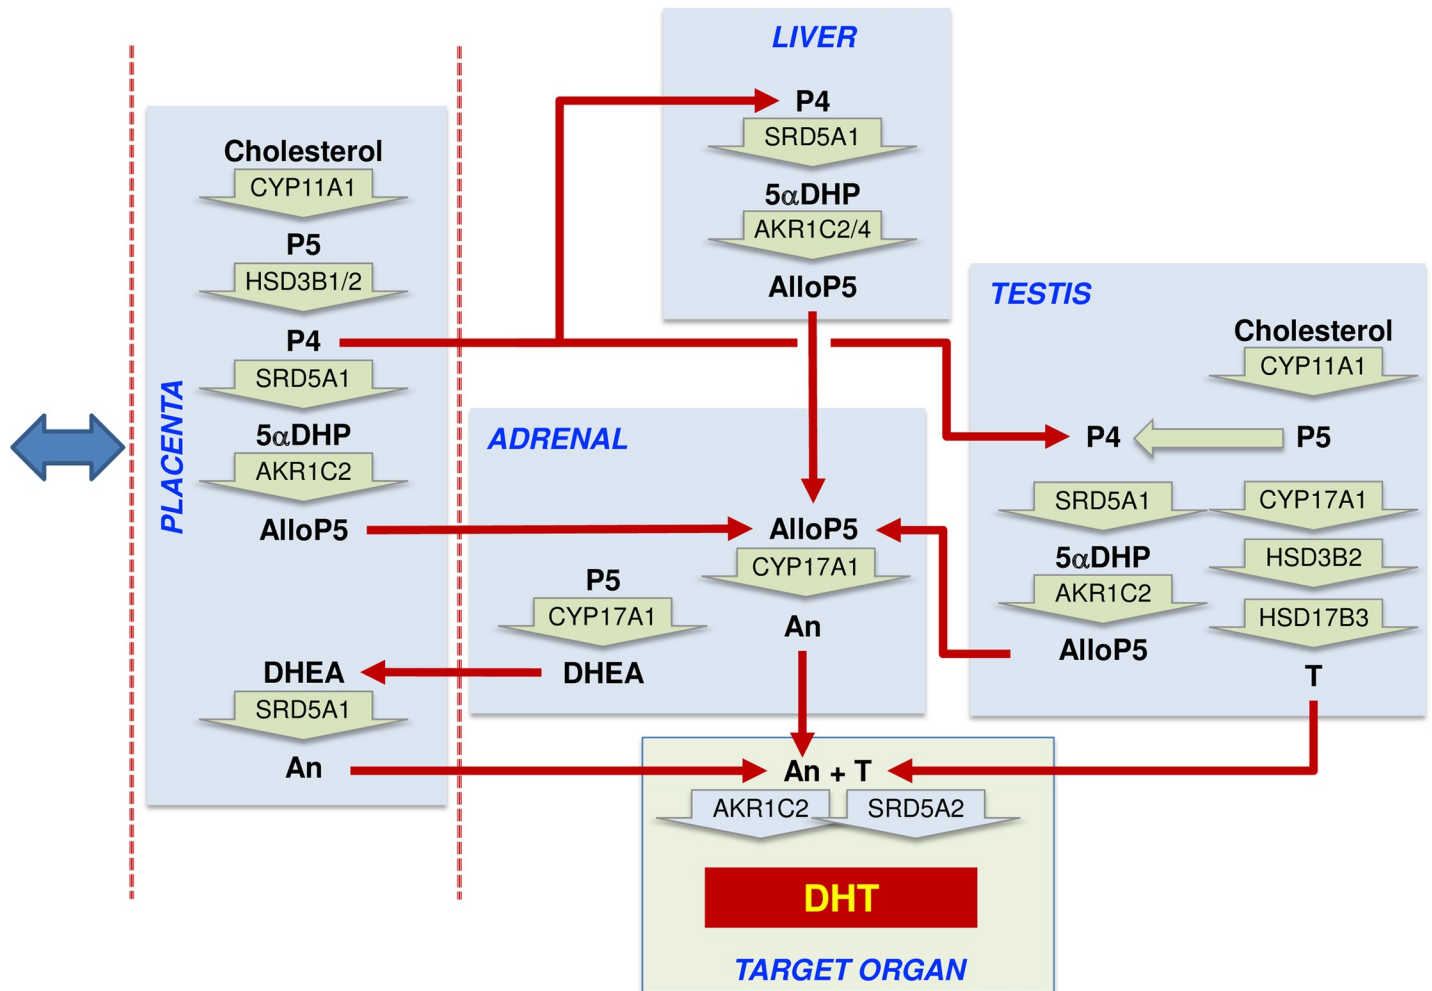 LIVER
P4
SRD5A1
5αDHP
AKR1C2/4
AlloP5
PLACENTA
Cholesterol
CYP11A1
P5
HSD3B1/2
P4
SRD5A1
5αDHP
AKR1C2
AlloP5
DHEA
SRD5A1
An
ADRENAL
AlloP5
CYP17A1
An
P5
CYP17A1
DHEA
TESTIS
Cholesterol
CYP11A1
P4
P5
SRD5A1
5αDHP
AKR1C2
AlloP5
CYP17A1
HSD3B2
HSD17B3
T
An + T
AKR1C2
SRD5A2
DHT
TARGET ORGAN